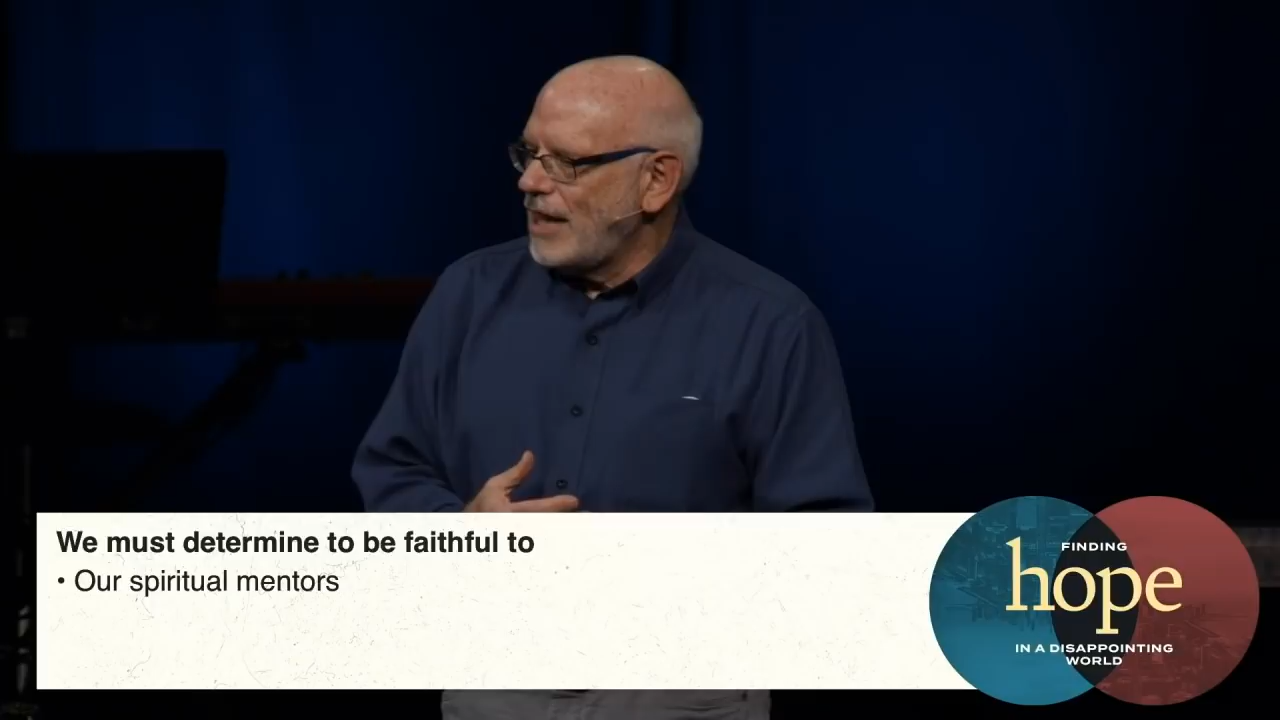 We must determine to be faithful to
• Our spiritual mentors
FINDING
hope
IN A DISAPPOINTING
WORLD